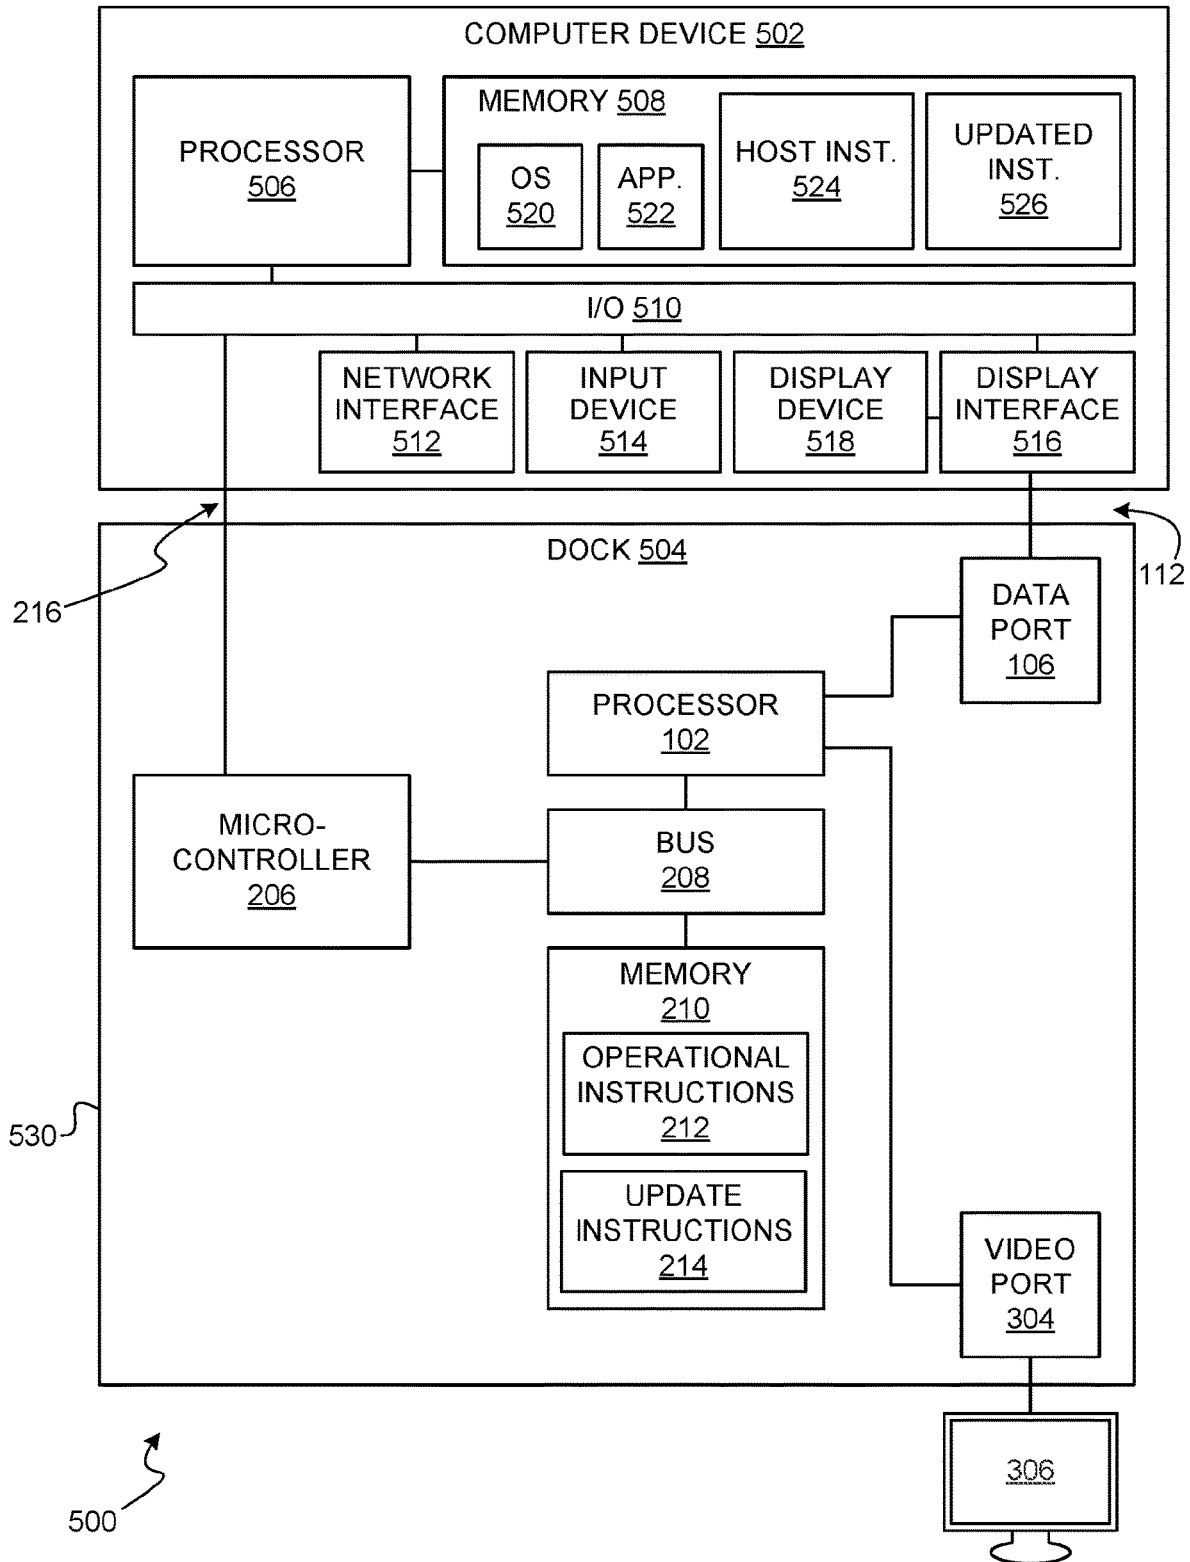 COMPUTER DEVICE 502
PROCESSOR
506
MEMORY 508
OS
520
APP.
522
HOST INST.
524
UPDATED
INST.
526
I/O 510
NETWORK
INTERFACE
512
INPUT
DEVICE
514
DISPLAY
DEVICE
518
DISPLAY
INTERFACE
516
216
112
DOCK 504
DATA
PORT
106
PROCESSOR
102
MICRO-
CONTROLLER
206
BUS
208
MEMORY
210
OPERATIONAL
INSTRUCTIONS
212
UPDATE
INSTRUCTIONS
214
530
VIDEO
PORT
304
306
500